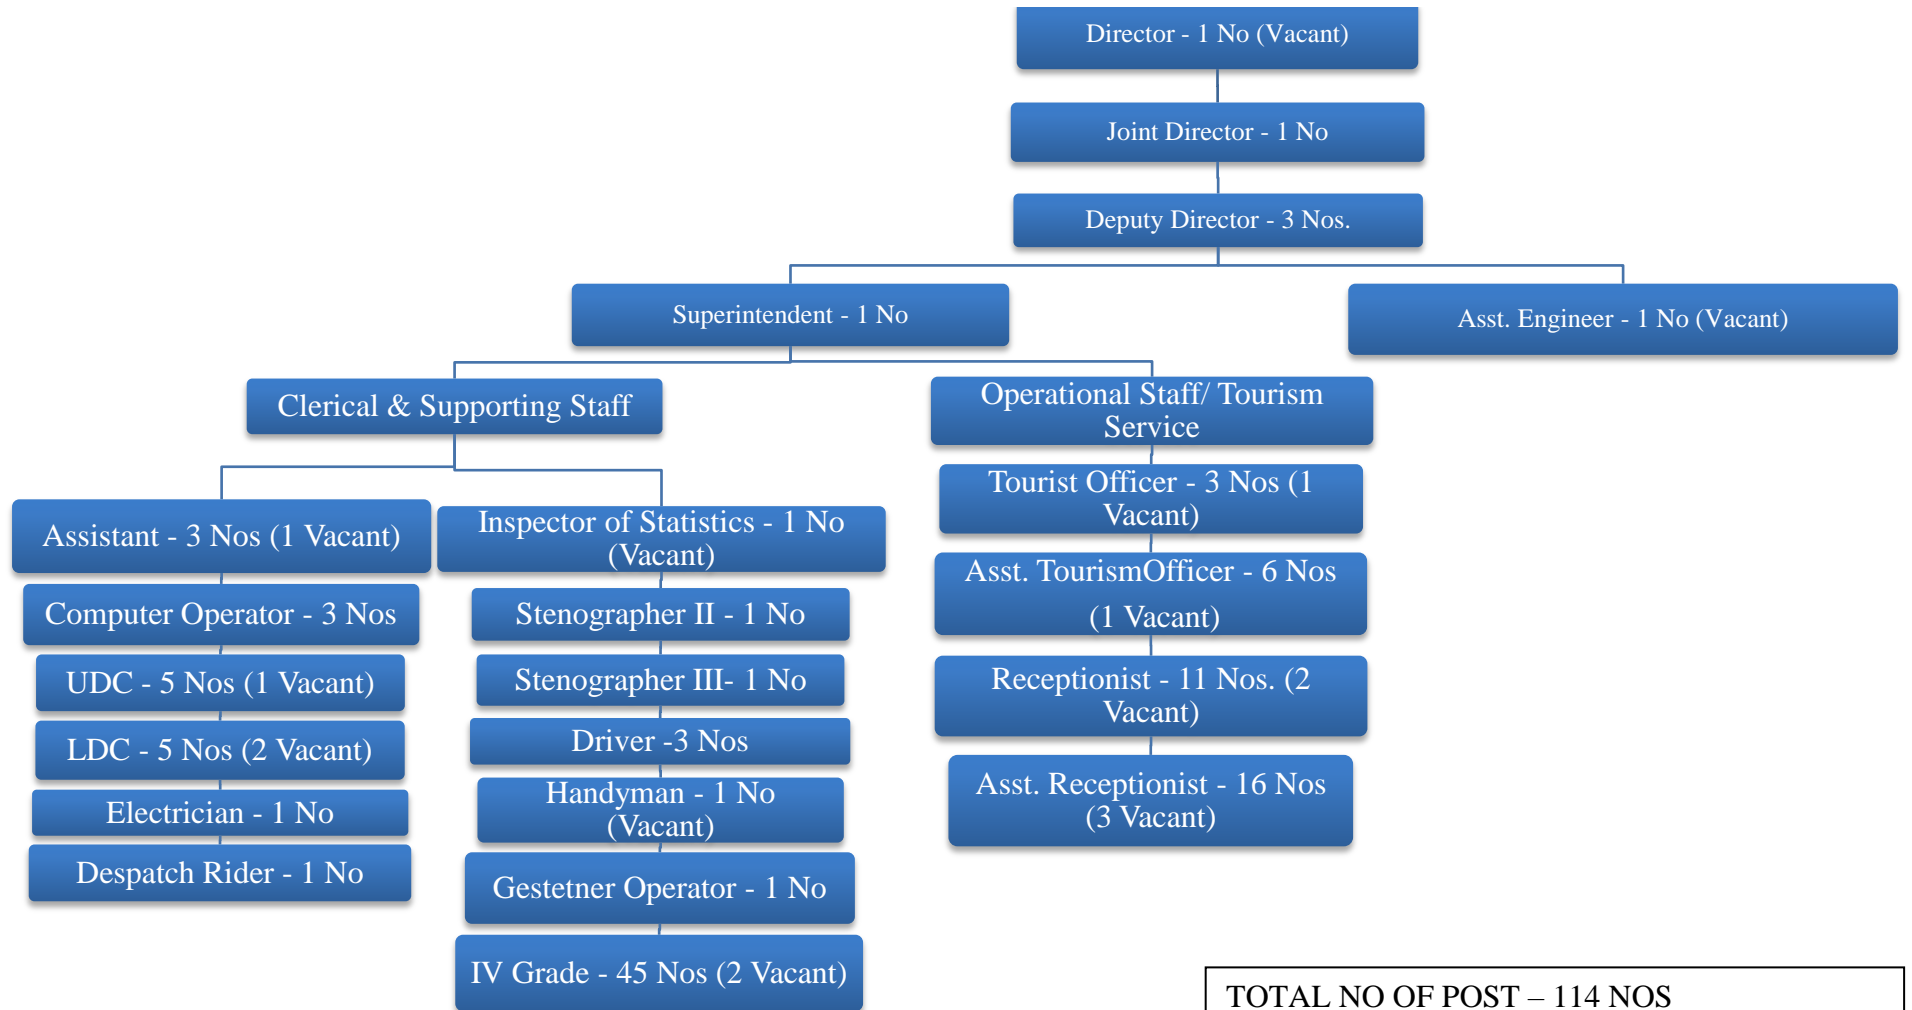 Director - 1 No (Vacant)
Joint Director - 1 No
Deputy Director - 3 Nos.
Superintendent - 1 No
Asst. Engineer - 1 No (Vacant)
Clerical & Supporting Staff
Operational Staff/ Tourism
Service
Assistant - 3 Nos (1 Vacant)
Computer Operator - 3 Nos
UDC - 5 Nos (1 Vacant)
LDC - 5 Nos (2 Vacant)
Electrician - 1 No
Despatch Rider - 1 No
Inspector of Statistics - 1 No
(Vacant)
Stenographer II - 1 No
Stenographer III- 1 No
Driver -3 Nos
Handyman - 1 No
(Vacant)
Gestetner Operator - 1 No
IV Grade - 45 Nos (2 Vacant)
Tourist Officer - 3 Nos (1
Vacant)
Asst. TourismOfficer - 6 Nos
(1 Vacant)
Receptionist - 11 Nos. (2
Vacant)
Asst. Receptionist - 16 Nos
(3 Vacant)
TOTAL NO OF POST – 114 NOS